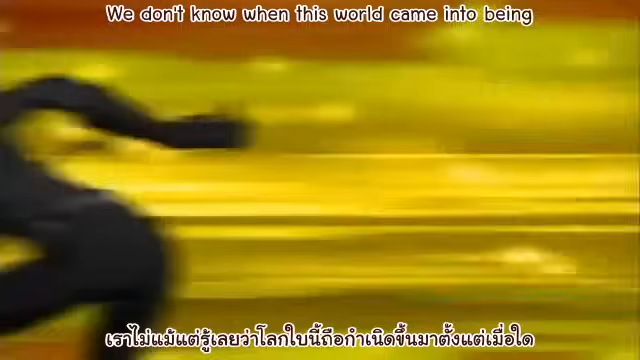 We don't know when this world came into being
เราไม่แม้แต่รู้เลยว่าโลกใบนี้ถือกำเนิดขึ้นมาตั้งแต่เมื่อใด